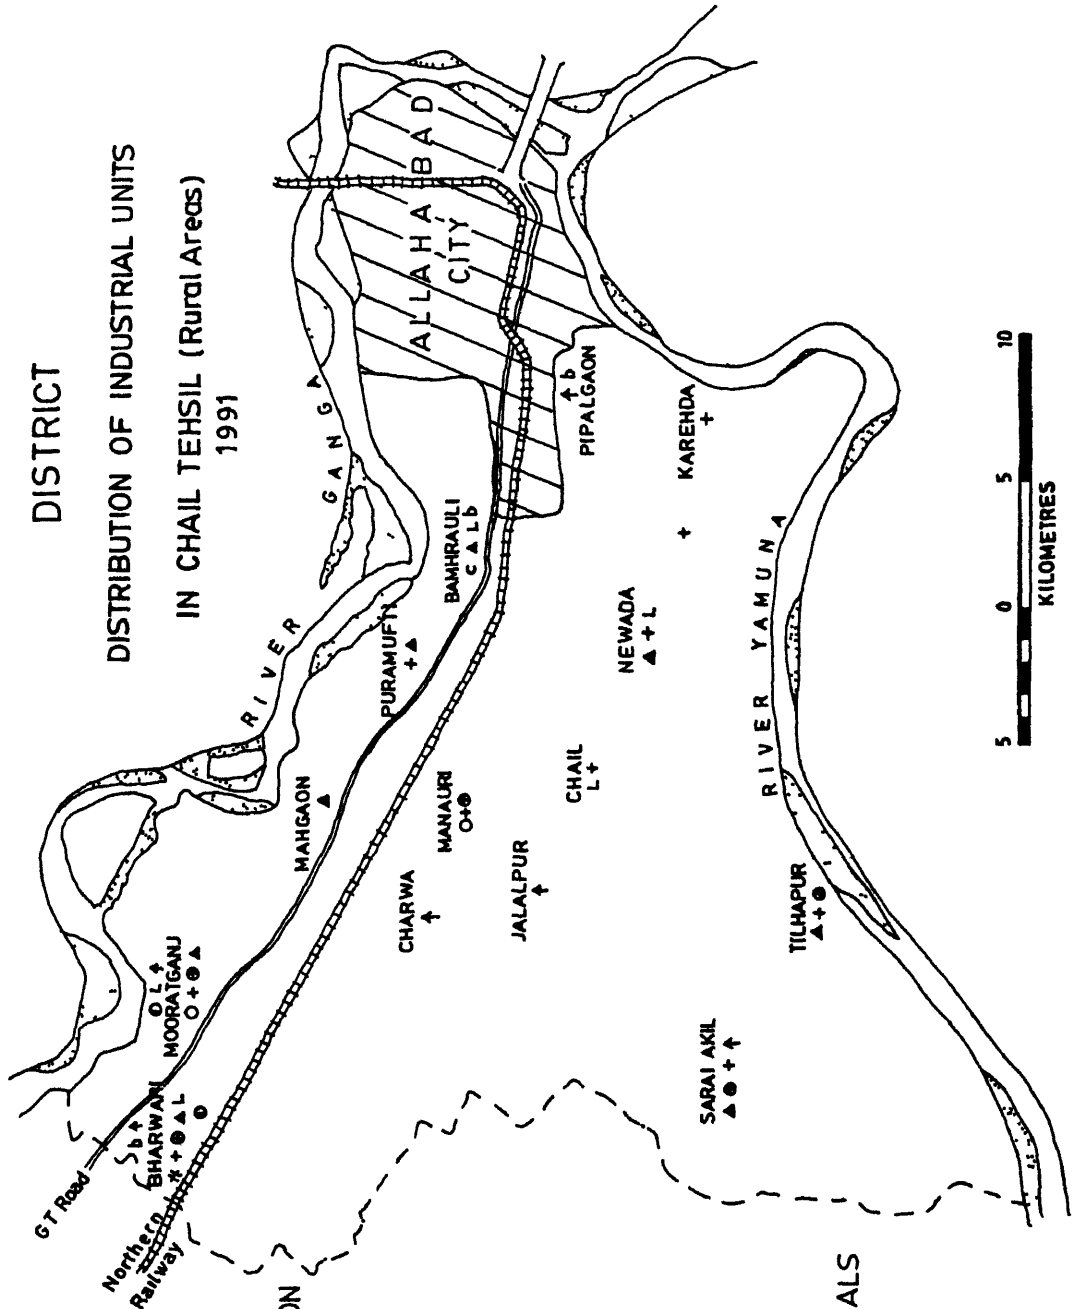 DISTRICT
DISTRIBUTION OF INDUSTRIAL UNITS
IN CHAIL TEHSIL (Rural Areas)
1991
RIVER GANGA
ALLAHABAD
CITY
GT Road
Northern
Railway
b
BHARWARI
L
L
MOORATGANJ
MAHGAON
PURAMUFTI
BAMHRAULI
c L b
CHARWA
MANAURI
JALALPUR
CHAIL
L +
NEWADA
+ L
PIPALGAON
b
KAREHDA
SARAI AKIL
TILHAPUR
RIVER YAMUNA
5 0 5 10
KILOMETRES
ON
ALS